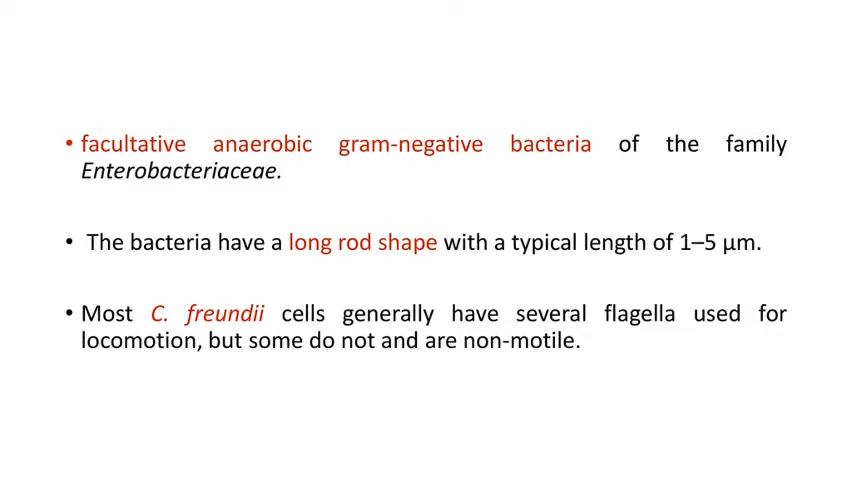 • facultative anaerobic gram-negative bacteria of the family
Enterobacteriaceae.
• The bacteria have a long rod shape with a typical length of 1–5 μm.
• Most C. freundii cells generally have several flagella used for
locomotion, but some do not and are non-motile.